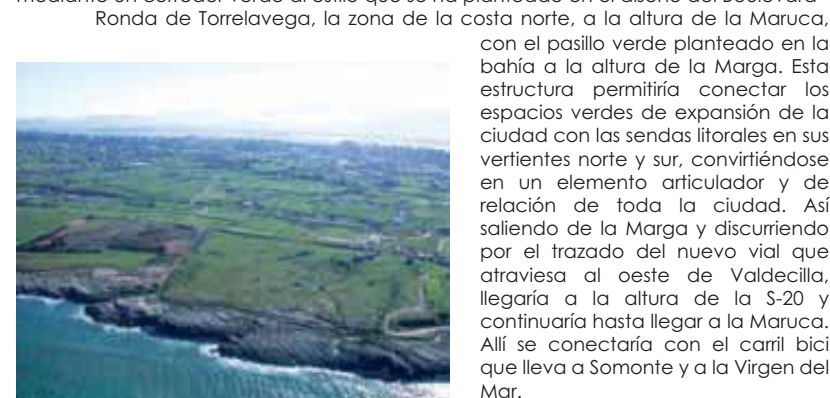 Ronda de Torrelavega, la zona de la costa norte, a la altura de la Maruca,
con el pasillo verde planteado en la
bahía a la altura de la Marga. Esta
estructura permitiría conectar los
espacios verdes de expansión de la
ciudad con las sendas litorales en sus
vertientes norte y sur, convirtiéndose
en un elemento articulador y de
relación de toda la ciudad. Así
saliendo de la Marga y discurriendo
por el trazado del nuevo vial que
atraviesa al oeste de Valdecilla,
llegaría a la altura de la S-20 y
continuaría hasta llegar a la Maruca.
Allí se conectaría con el carril bici
que lleva a Somonte y a la Virgen del
Mar.